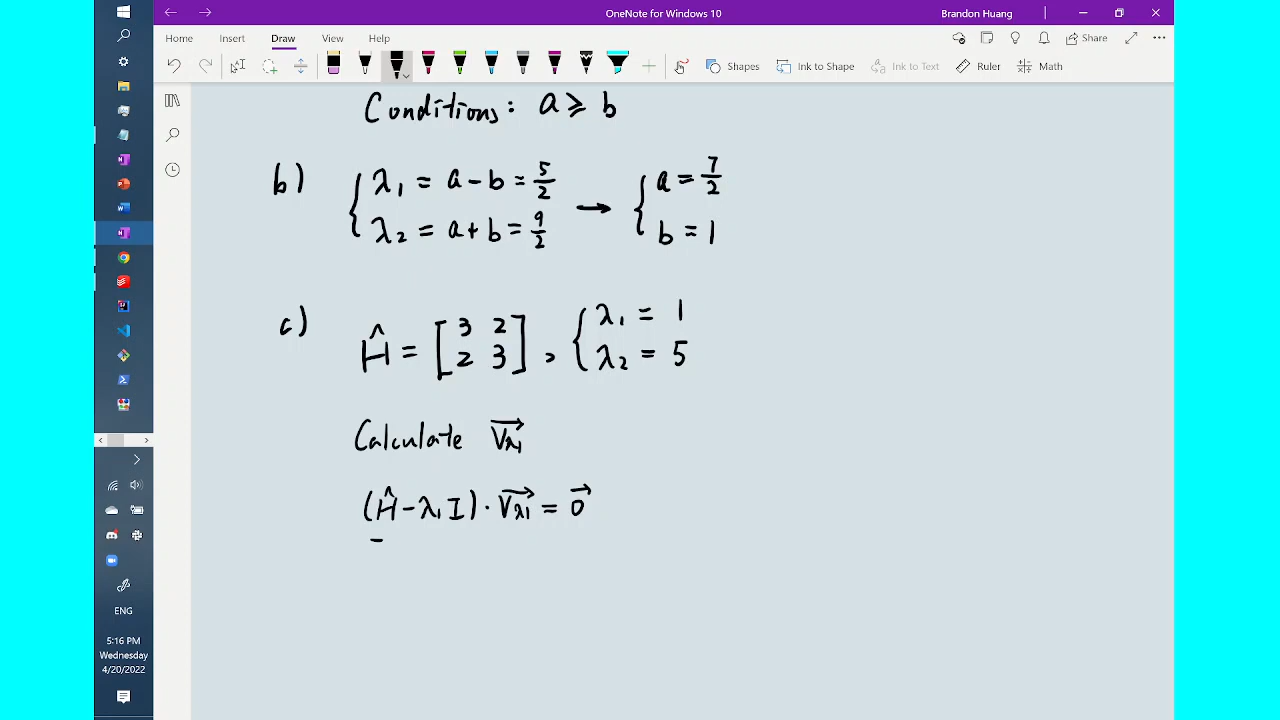 OneNote for Windows 10
Brandon Huang
Home Insert Draw View Help
Share
Shapes Ink to Shape Ink to Text Ruler Math
Conditions: a ⩾ b
b) { λ₁ = a - b = 5/2 → { a = 7/2
λ₂ = a + b = 9/2 b = 1
c) Ĥ = [3 2; 2 3] , { λ₁ = 1
λ₂ = 5
Calculate V⃗λ₁
(Ĥ - λ₁ I) · V⃗λ₁ = 0⃗
ENG
5:16 PM
Wednesday
4/20/2022